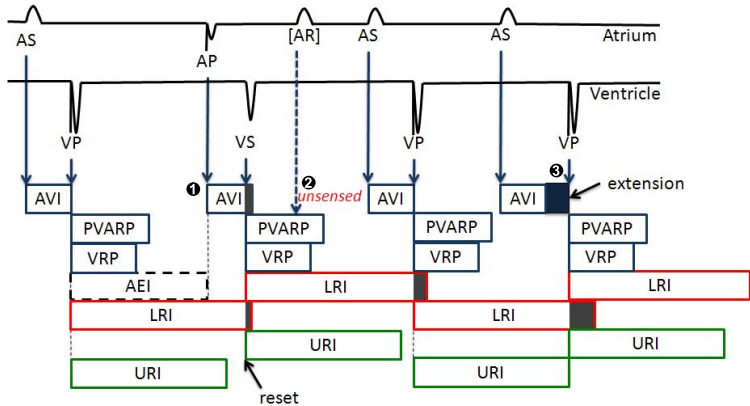 AS
AP
[AR]
AS
AS
Atrium
Ventricle
VP
VS
VP
VP
❶
❷
❸
unsensed
extension
AVI
AVI
AVI
AVI
PVARP
PVARP
PVARP
PVARP
VRP
VRP
VRP
VRP
AEI
LRI
LRI
LRI
LRI
URI
URI
URI
URI
reset